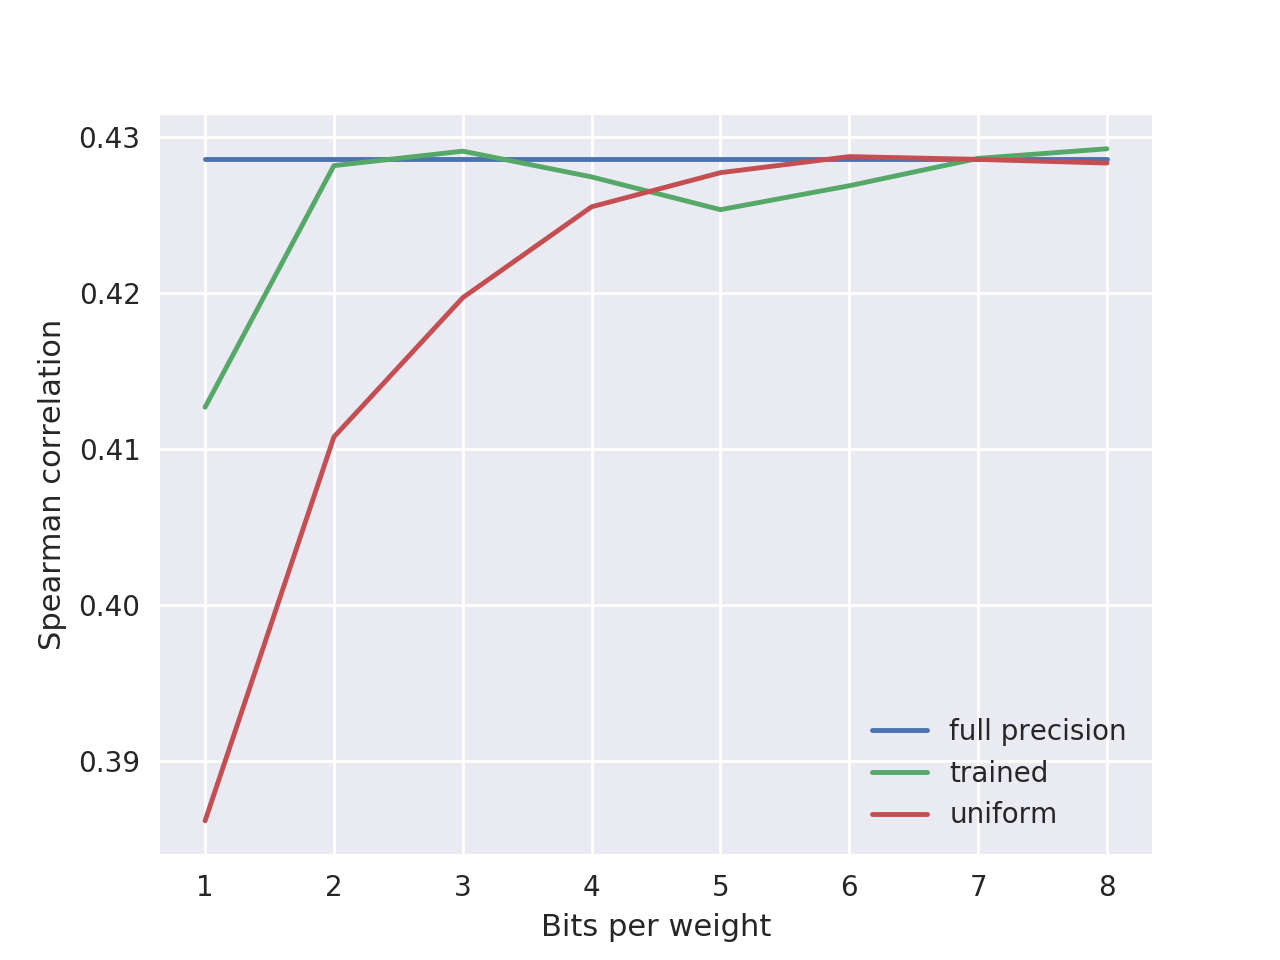 0.43
0.42
0.41
0.40
0.39
Spearman correlation
full precision
trained
uniform
1 2 3 4 5 6 7 8
Bits per weight